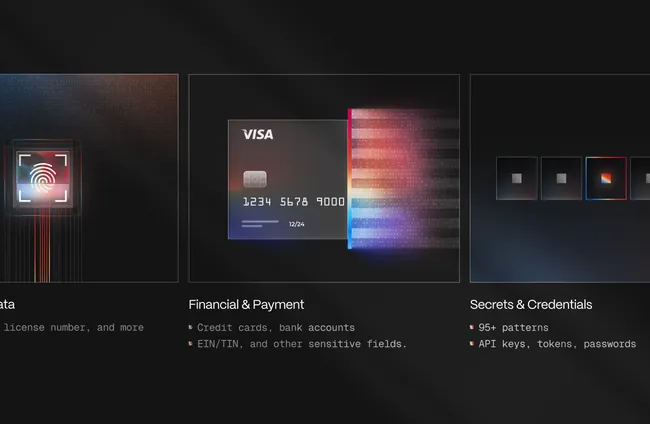 VISA
1234 5678 9000
12/24
ata
license number, and more
Financial & Payment
Credit cards, bank accounts
EIN/TIN, and other sensitive fields.
Secrets & Credentials
95+ patterns
API keys, tokens, passwords